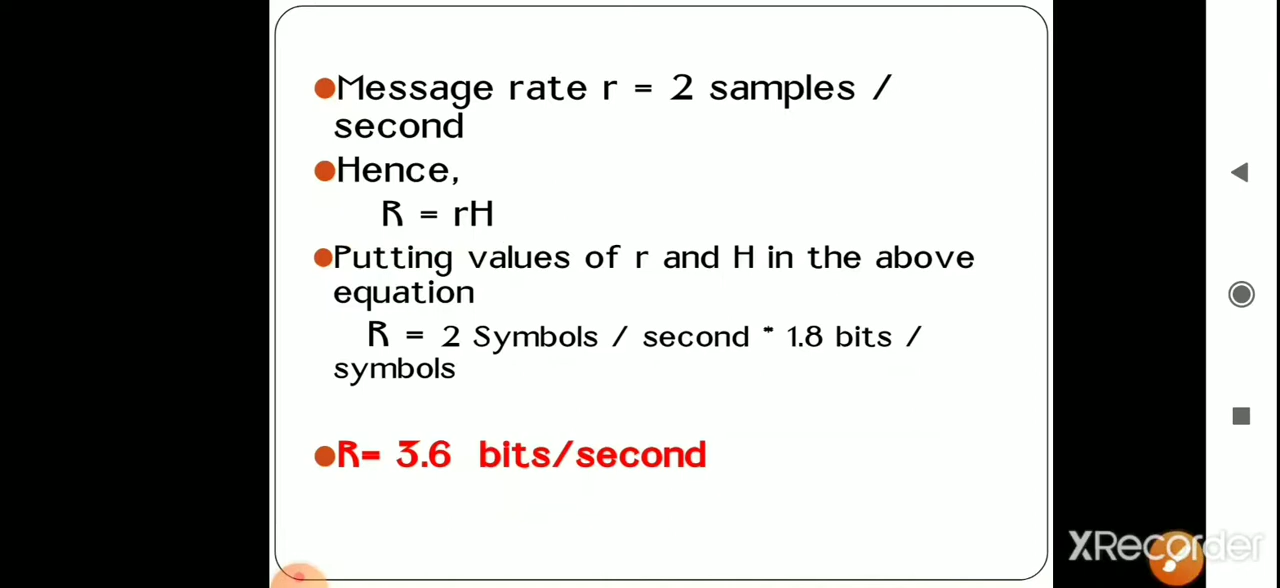 Message rate r = 2 samples /
second
Hence,
R = rH
Putting values of r and H in the above
equation
R = 2 Symbols / second * 1.8 bits /
symbols
R= 3.6 bits/second
XRecorder